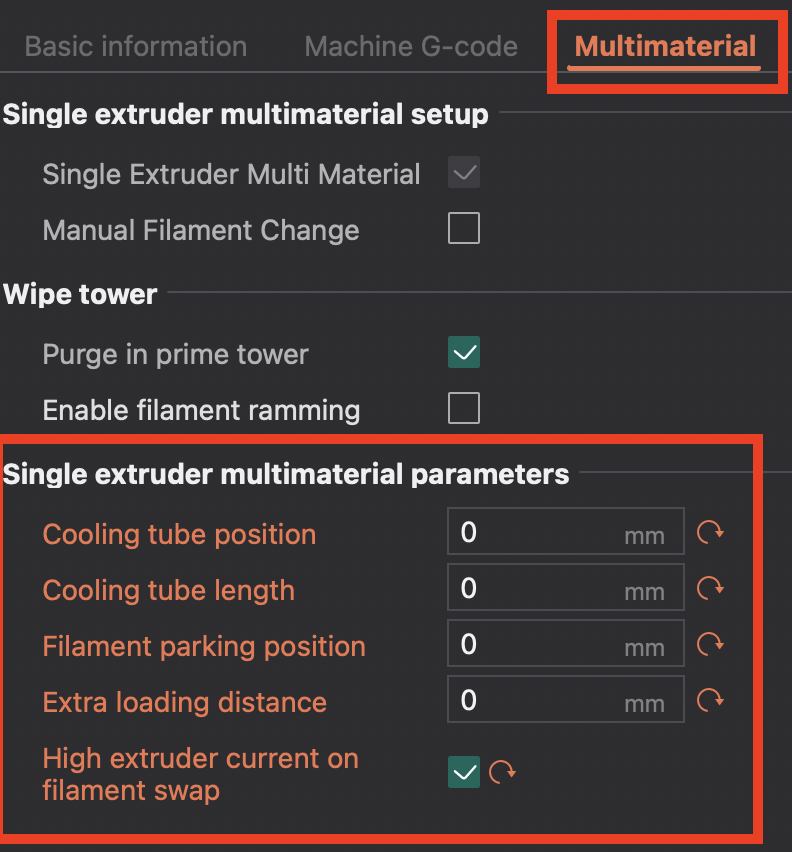 Basic information Machine G-code Multimaterial
Single extruder multimaterial setup
Single Extruder Multi Material
Manual Filament Change
Wipe tower
Purge in prime tower
Enable filament ramming
Single extruder multimaterial parameters
Cooling tube position 0 mm
Cooling tube length 0 mm
Filament parking position 0 mm
Extra loading distance 0 mm
High extruder current on
filament swap